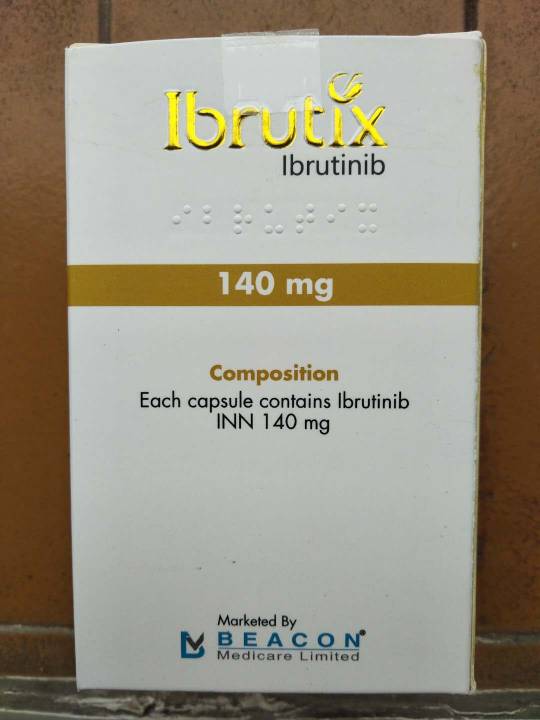 Ibrutix
Ibrutinib
⠊⠃⠗⠥⠞⠊⠭
140 mg
Composition
Each capsule contains Ibrutinib
INN 140 mg
Marketed By
BEACON®
Medicare Limited